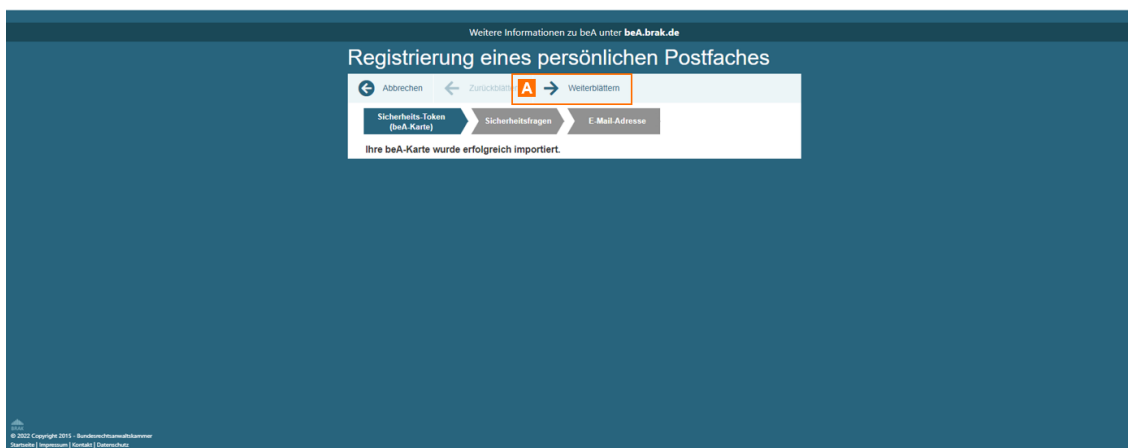 Weitere Informationen zu beA unter beA.brak.de
Registrierung eines persönlichen Postfaches
Abbrechen A Weiterblättern
Sicherheits-Token
(beA-Karte)
Sicherheitsfragen
E-Mail-Adresse
Ihre beA-Karte wurde erfolgreich importiert.
BRAK
© 2022 Copyright 2015 - Bundesrechtsanwaltskammer
Startseite | Impressum | Kontakt | Datenschutz